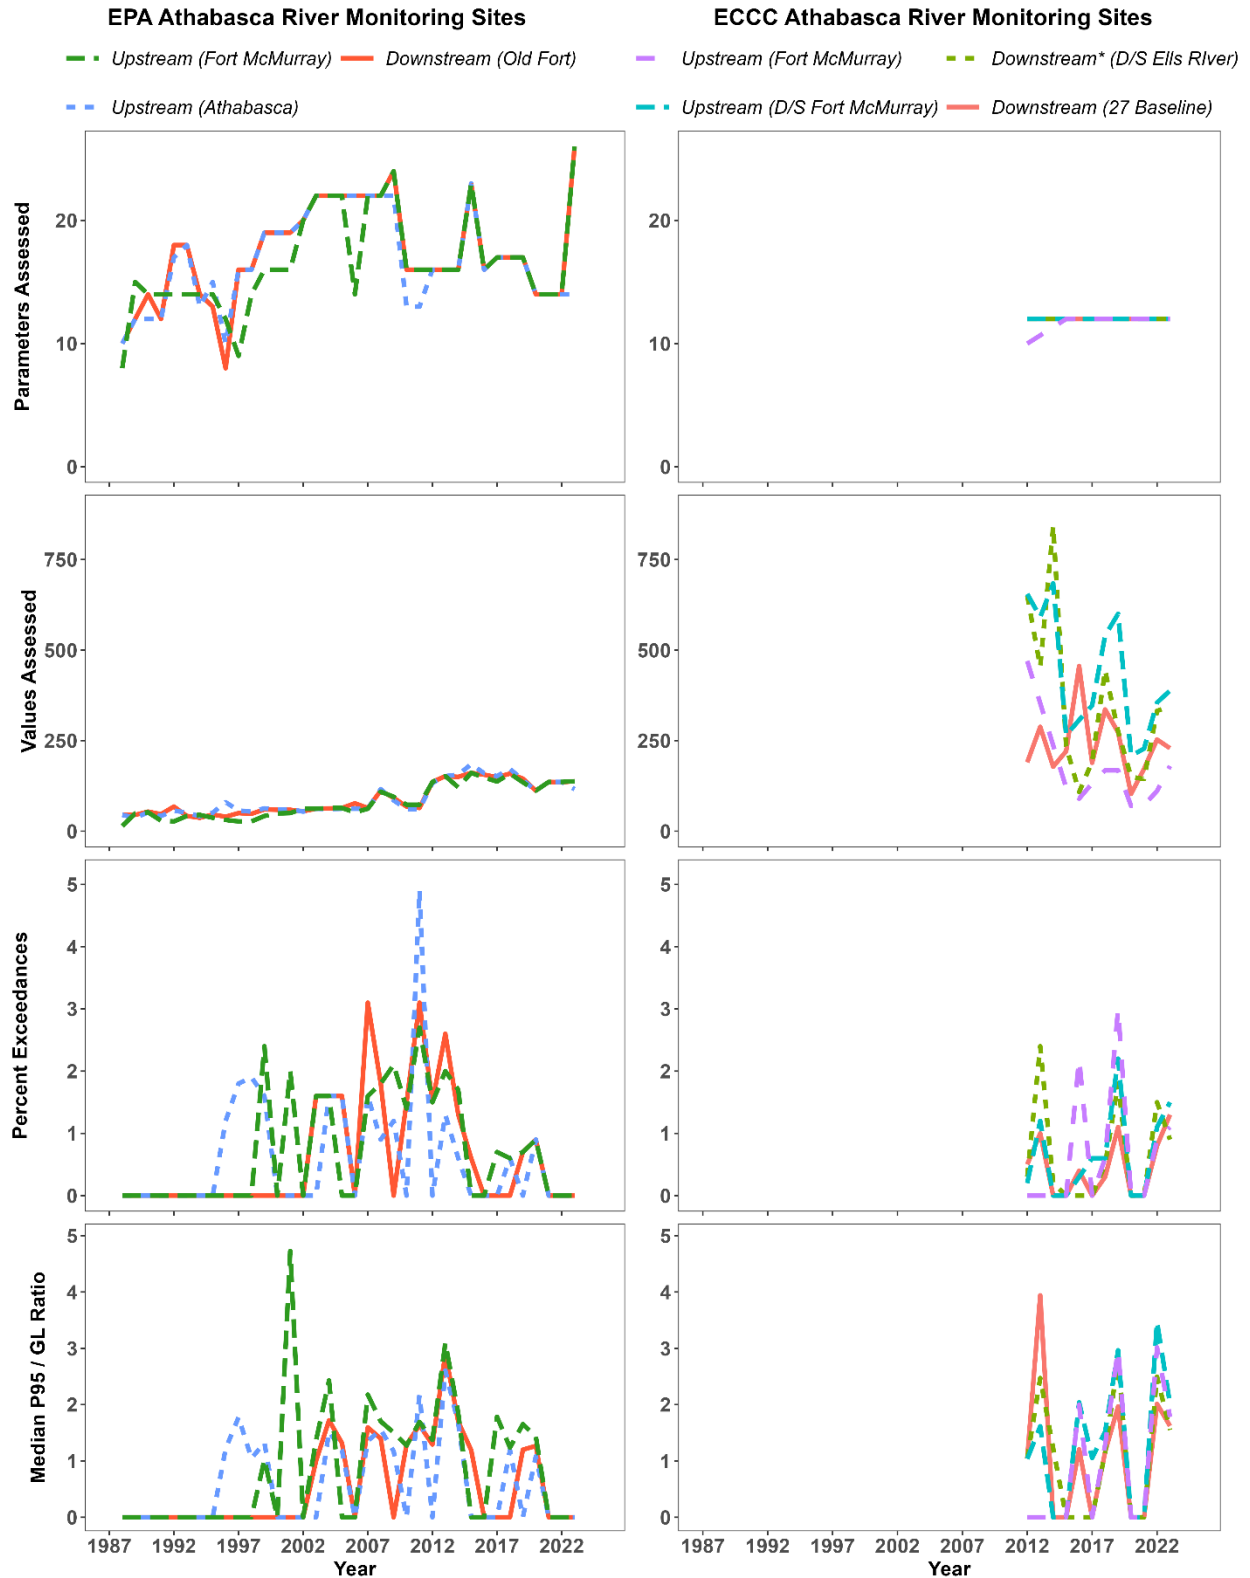 EPA Athabasca River Monitoring Sites
Upstream (Fort McMurray) Downstream (Old Fort)
Upstream (Athabasca)
ECCC Athabasca River Monitoring Sites
Upstream (Fort McMurray) Downstream* (D/S Ells RIver)
Upstream (D/S Fort McMurray) Downstream (27 Baseline)
Parameters Assessed
20
10
0
20
10
0
Values Assessed
750
500
250
0
750
500
250
0
Percent Exceedances
5
4
3
2
1
0
5
4
3
2
1
0
Median P95 / GL Ratio
5
4
3
2
1
0
5
4
3
2
1
0
1987 1992 1997 2002 2007 2012 2017 2022
Year
1987 1992 1997 2002 2007 2012 2017 2022
Year